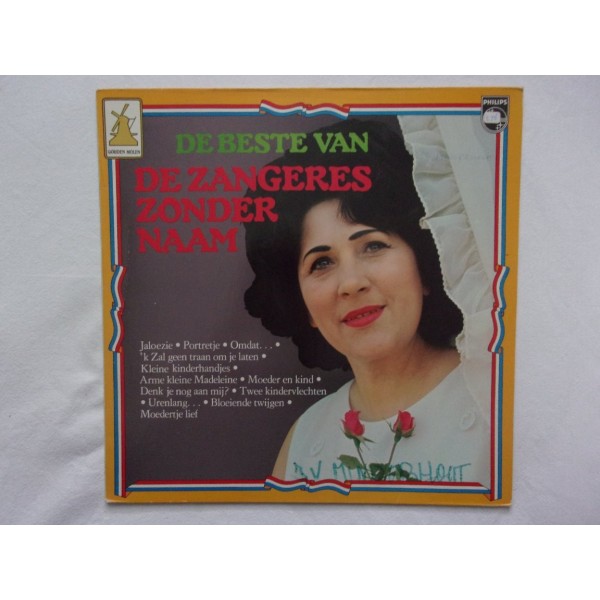 GOUDEN MOLEN
PHILIPS
DE BESTE VAN
DE ZANGERES
ZONDER
NAAM
Jaloezie • Portretje • Omdat. . . •
'k Zal geen traan om je laten •
Kleine kinderhandjes •
Arme kleine Madeleine • Moeder en kind •
Denk je nog aan mij? • Twee kindervlechten
• Urenlang. . . • Bloeiende twijgen •
Moedertje lief